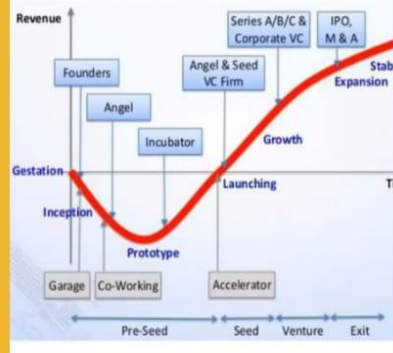 Revenue
Series A/B/C &
Corporate VC
IPO,
M & A
Founders
Angel & Seed
VC Firm
Stab
Expansion
Angel
Incubator
Growth
Gestation
Launching
Inception
Prototype
Garage
Co-Working
Accelerator
Pre-Seed
Seed
Venture
Exit